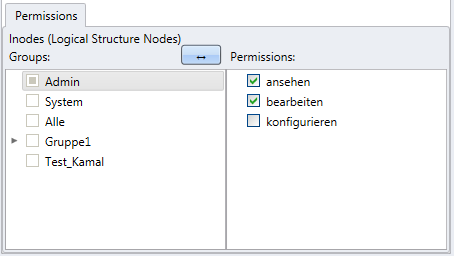 Permissions
Inodes (Logical Structure Nodes)
Groups:
↔
Permissions:
Admin
System
Alle
Gruppe1
Test_Kamal
ansehen
bearbeiten
konfigurieren